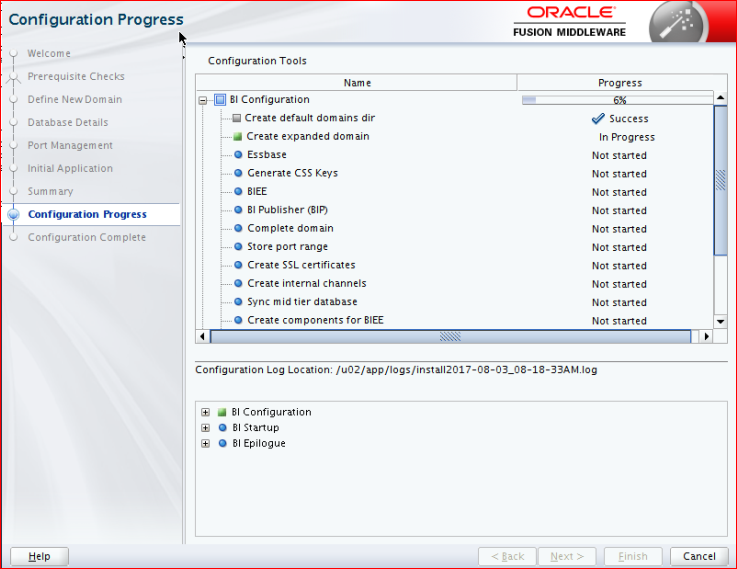 Configuration Progress
ORACLE
FUSION MIDDLEWARE
Welcome
Prerequisite Checks
Define New Domain
Database Details
Port Management
Initial Application
Summary
Configuration Progress
Configuration Complete
Configuration Tools
Name Progress
BI Configuration 6%
Create default domains dir Success
Create expanded domain In Progress
Essbase Not started
Generate CSS Keys Not started
BIEE Not started
BI Publisher (BIP) Not started
Complete domain Not started
Store port range Not started
Create SSL certificates Not started
Create internal channels Not started
Sync mid tier database Not started
Create components for BIEE Not started
Configuration Log Location: /u02/app/logs/install2017-08-03_08-18-33AM.log
BI Configuration
BI Startup
BI Epilogue
Help < Back Next > Finish Cancel